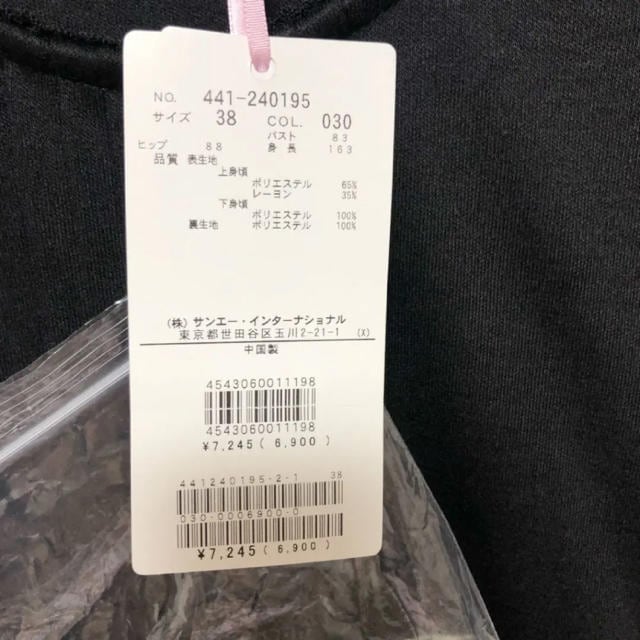 NO. 441-240195
サイズ 38 COL. 030
バスト 83
ヒップ 88 身長 163
品質 表生地
上身頃
ポリエステル 65%
レーヨン 35%
下身頃
ポリエステル 100%
裏生地 ポリエステル 100%
(株) サンエー・インターナショナル
東京都世田谷区玉川2-21-1 (X)
中国製
4543060011198
4543060011198
¥7,245(6,900)
441240195-2-1 38
030-0006900-0
¥7,245(6,900)